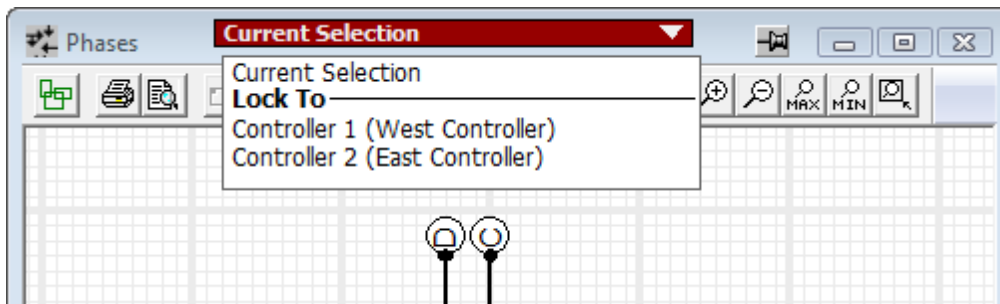 Phases
Current Selection
Current Selection
Lock To
Controller 1 (West Controller)
Controller 2 (East Controller)
MAX
MIN